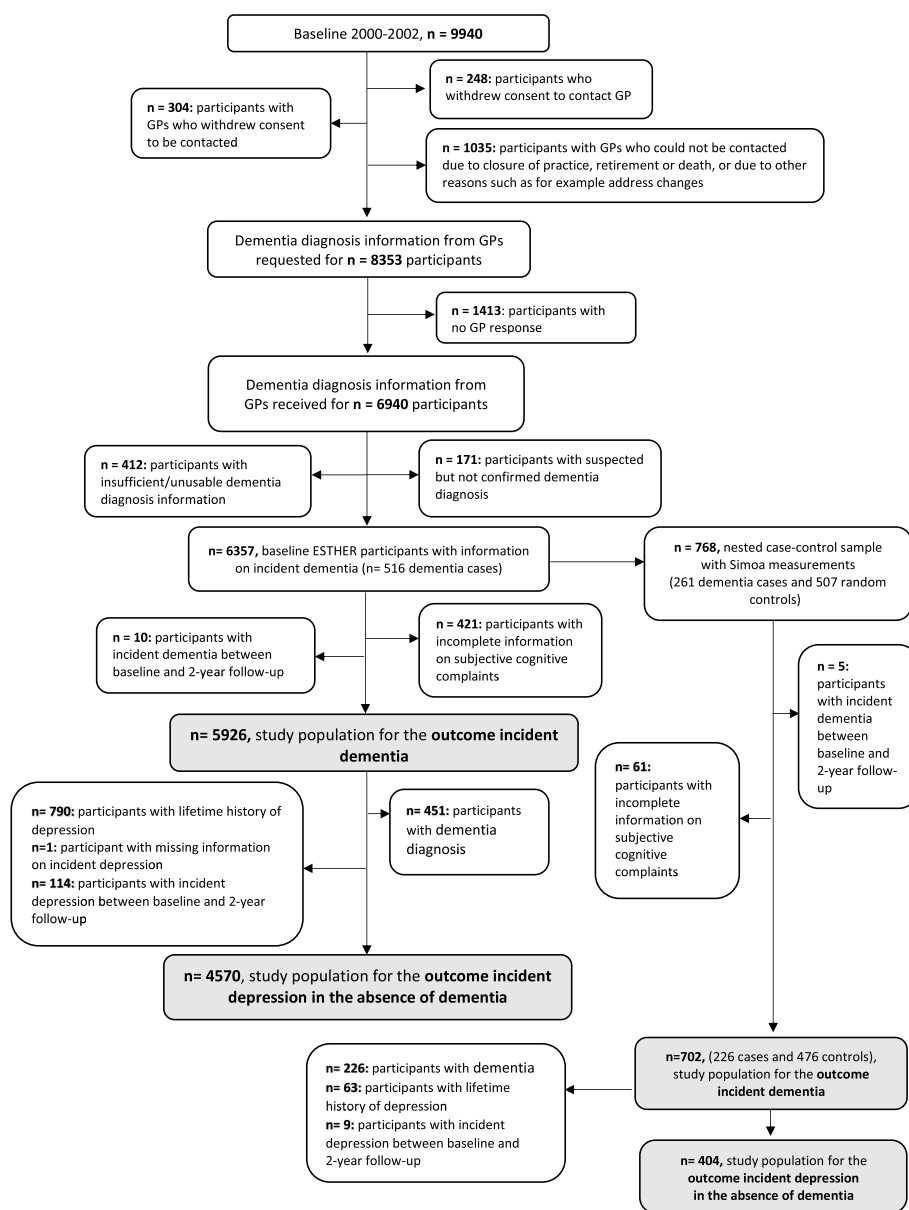 Baseline 2000-2002, n = 9940
n = 248: participants who
withdrew consent to contact GP
n = 304: participants with
GPs who withdrew consent
to be contacted
n = 1035: participants with GPs who could not be contacted
due to closure of practice, retirement or death, or due to other
reasons such as for example address changes
Dementia diagnosis information from GPs
requested for n = 8353 participants
n = 1413: participants with
no GP response
Dementia diagnosis information from
GPs received for n = 6940 participants
n = 412: participants with
insufficient/unusable dementia
diagnosis information
n = 171: participants with suspected
but not confirmed dementia
diagnosis
n= 6357, baseline ESTHER participants with information
on incident dementia (n= 516 dementia cases)
n = 768, nested case-control sample
with Simoa measurements
(261 dementia cases and 507 random
controls)
n = 10: participants with
incident dementia between
baseline and 2-year follow-up
n = 421: participants with
incomplete information
on subjective cognitive
complaints
n = 5:
participants
with incident
dementia
between
baseline and
2-year follow-
up
n= 5926, study population for the outcome incident
dementia
n= 61:
participants with
incomplete
information on
subjective
cognitive
complaints
n= 790: participants with lifetime history of
depression
n=1: participant with missing information
on incident depression
n= 114: participants with incident
depression between baseline and 2-year
follow-up
n= 451: participants
with dementia
diagnosis
n= 4570, study population for the outcome incident
depression in the absence of dementia
n=702, (226 cases and 476 controls),
study population for the outcome
incident dementia
n= 226: participants with dementia
n= 63: participants with lifetime
history of depression
n= 9: participants with incident
depression between baseline and
2-year follow-up
n= 404, study population for the
outcome incident depression
in the absence of dementia